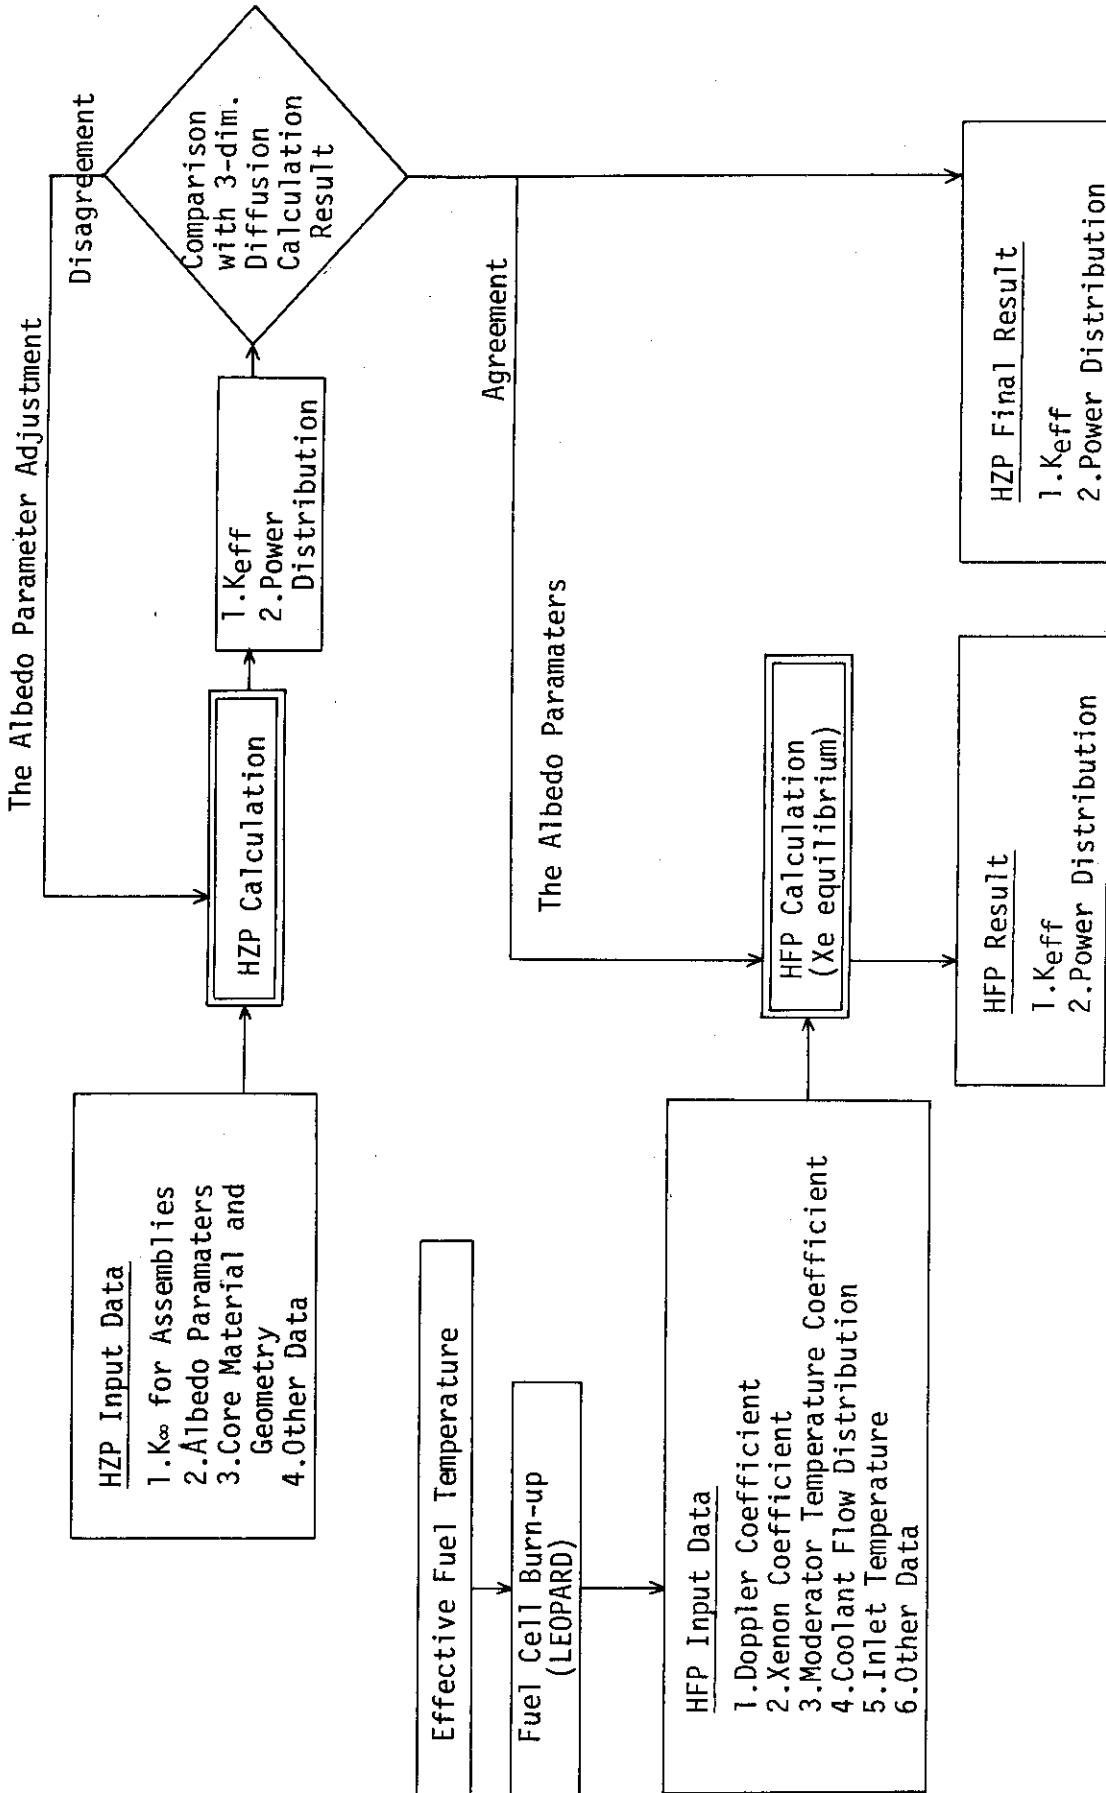 The Albedo Parameter Adjustment
Disagreement
HZP Input Data
1.K∞ for Assemblies
2.Albedo Paramaters
3.Core Material and
Geometry
4.Other Data
HZP Calculation
1.Keff
2.Power
Distribution
Comparison
with 3-dim.
Diffusion
Calculation
Result
Agreement
The Albedo Paramaters
Effective Fuel Temperature
Fuel Cell Burn-up
(LEOPARD)
HFP Input Data
1.Doppler Coefficient
2.Xenon Coefficient
3.Moderator Temperature Coefficient
4.Coolant Flow Distribution
5.Inlet Temperature
6.Other Data
HFP Calculation
(Xe equilibrium)
HFP Result
1.Keff
2.Power Distribution
HZP Final Result
1.Keff
2.Power Distribution